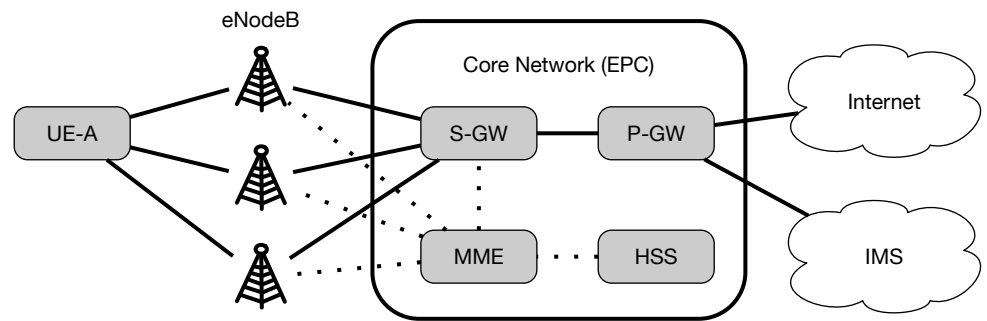 eNodeB
Core Network (EPC)
UE-A
S-GW
P-GW
Internet
MME
HSS
IMS